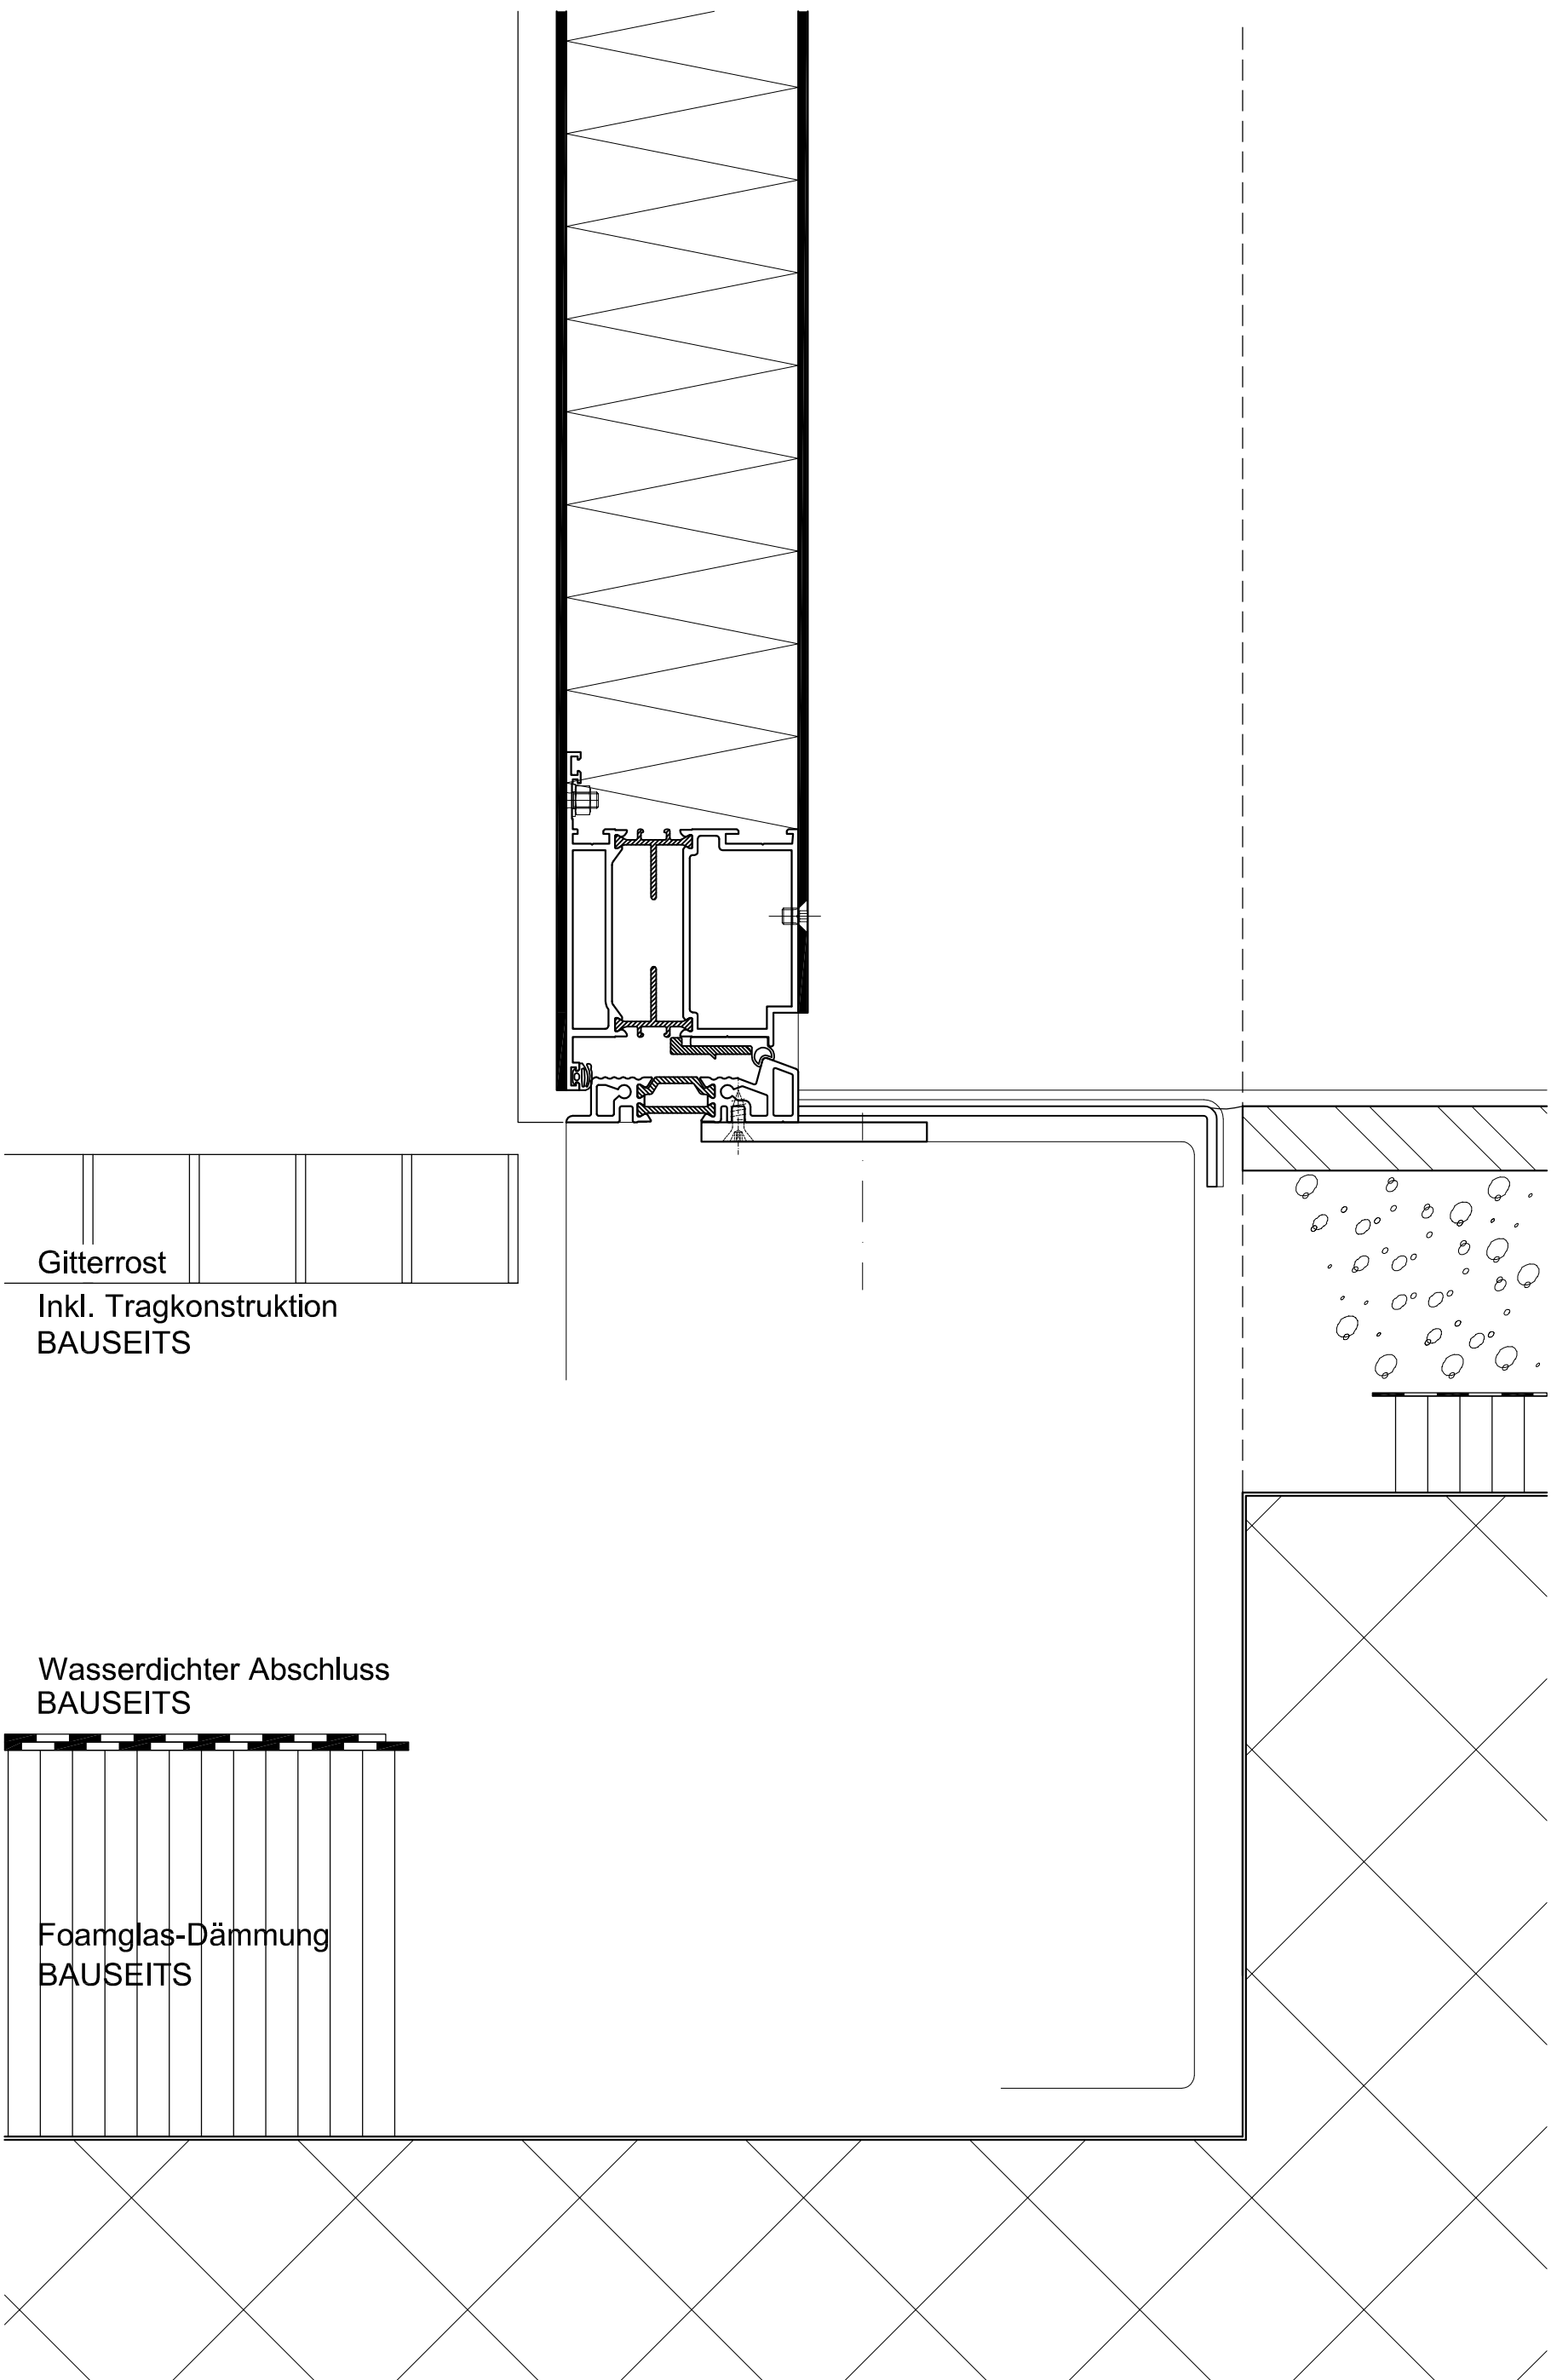 Gitterrost
Inkl. Tragkonstruktion
BAUSEITS
Wasserdichter Abschluss
BAUSEITS
Foamglas-Dämmung
BAUSEITS